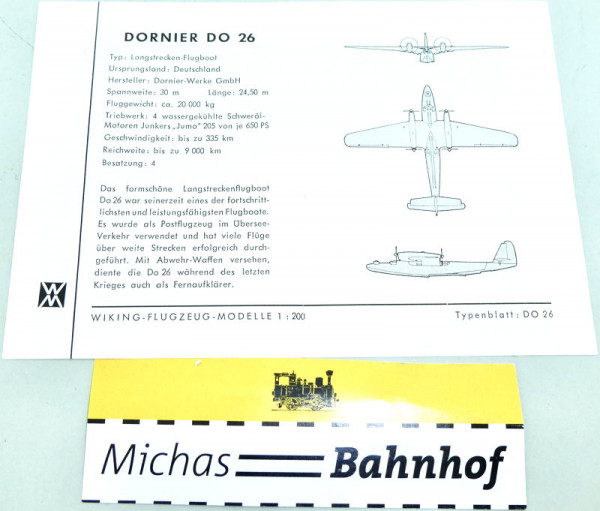 DORNIER DO 26
Typ: Langstrecken-Flugboot
Ursprungsland: Deutschland
Hersteller: Dornier-Werke GmbH
Spannweite: 30 m Länge: 24,50 m
Fluggewicht: ca. 20 000 kg
Triebwerk: 4 wassergekühlte Schweröl-
Motoren Junkers „Jumo" 205 von je 650 PS
Geschwindigkeit: bis zu 335 km
Reichweite: bis zu 9 000 km
Besatzung: 4
Das formschöne Langstreckenflugboot
Do 26 war seinerzeit eines der fortschritt-
lichsten und leistungsfähigsten Flugboote.
Es wurde als Postflugzeug im Übersee-
Verkehr verwendet und hat viele Flüge
über weite Strecken erfolgreich durch-
geführt. Mit Abwehr-Waffen versehen,
diente die Do 26 während des letzten
Krieges auch als Fernaufklärer.
WIKING-FLUGZEUG-MODELLE 1 : 200 Typenblatt: DO 26
Michas Bahnhof